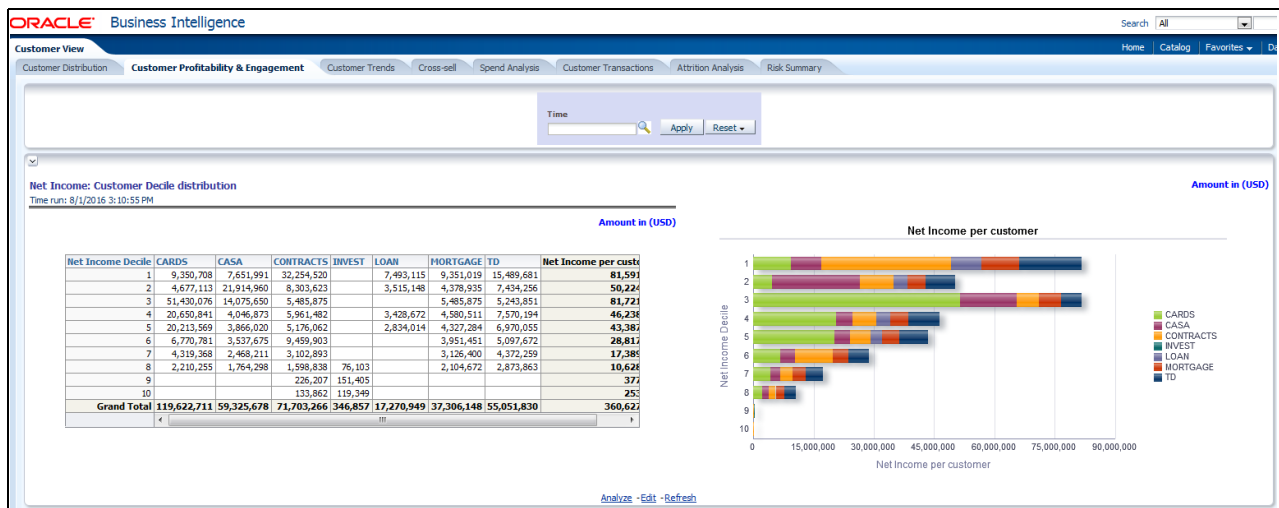 ORACLE Business Intelligence
Search All
Customer View
Home Catalog Favorites
Customer Distribution Customer Profitability & Engagement Customer Trends Cross-sell Spend Analysis Customer Transactions Attrition Analysis Risk Summary
Time
Apply Reset
Net Income: Customer Decile distribution
Time run: 8/1/2016 3:10:55 PM
Amount in (USD)
Net Income Decile CARDS CASA CONTRACTS INVEST LOAN MORTGAGE TD Net Income per custo
1 9,350,708 7,651,991 32,254,520 7,493,115 9,351,019 15,489,681 81,591
2 4,677,113 21,914,960 8,303,623 3,515,148 4,378,935 7,434,256 50,224
3 51,430,076 14,075,650 5,485,875 5,485,875 5,243,851 81,721
4 20,650,841 4,046,873 5,961,482 3,428,672 4,580,511 7,570,194 46,238
5 20,213,569 3,866,020 5,176,062 2,834,014 4,327,284 6,970,055 43,387
6 6,770,781 3,537,675 9,459,903 3,951,451 5,097,672 28,817
7 4,319,368 2,468,211 3,102,893 3,126,400 4,372,259 17,389
8 2,210,255 1,764,298 1,598,838 76,103 2,104,672 2,873,863 10,628
9 226,207 151,405 377
10 133,862 119,349 253
Grand Total 119,622,711 59,325,678 71,703,266 346,857 17,270,949 37,306,148 55,051,830 360,627
Amount in (USD)
Net Income per customer
Net Income Decile
1
2
3
4
5
6
7
8
9
10
0 15,000,000 30,000,000 45,000,000 60,000,000 75,000,000 90,000,000
Net Income per customer
CARDS
CASA
CONTRACTS
INVEST
LOAN
MORTGAGE
TD
Analyze - Edit - Refresh